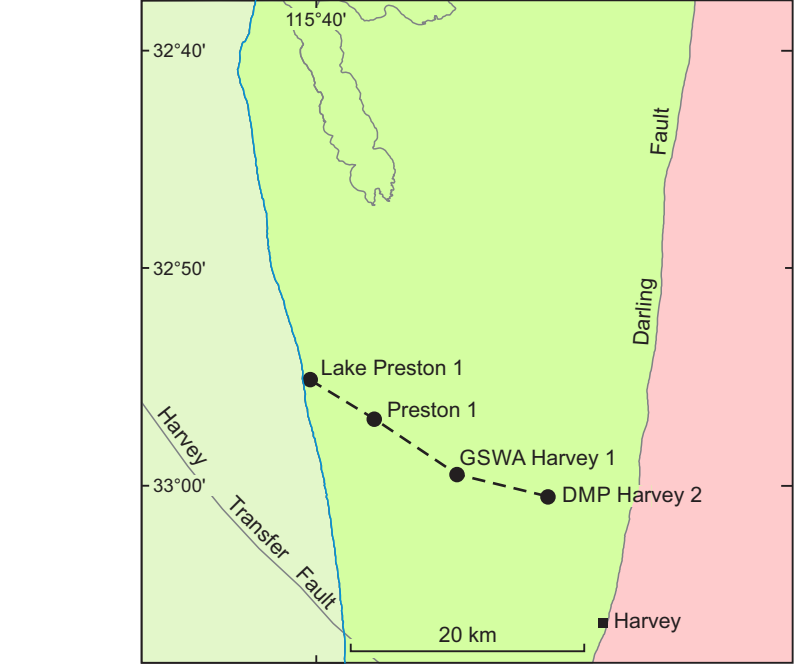 115°40'
32°40'
Fault
32°50'
Darling
Lake Preston 1
Preston 1
Harvey
GSWA Harvey 1
33°00'
DMP Harvey 2
Transfer
Fault
Harvey
20 km